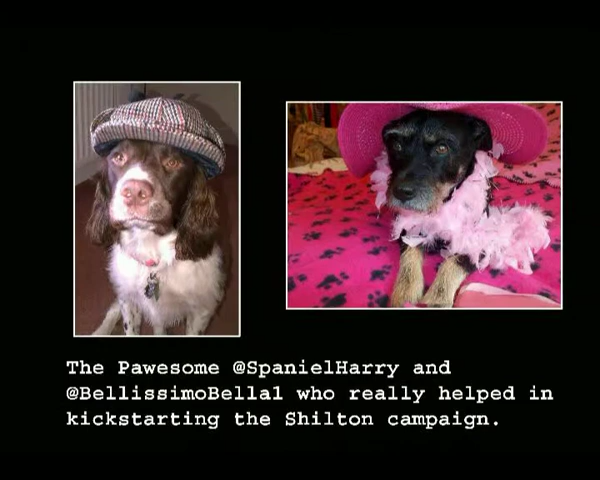 The Pawesome @SpanielHarry and
@BellissimoBella1 who really helped in
kickstarting the Shilton campaign.